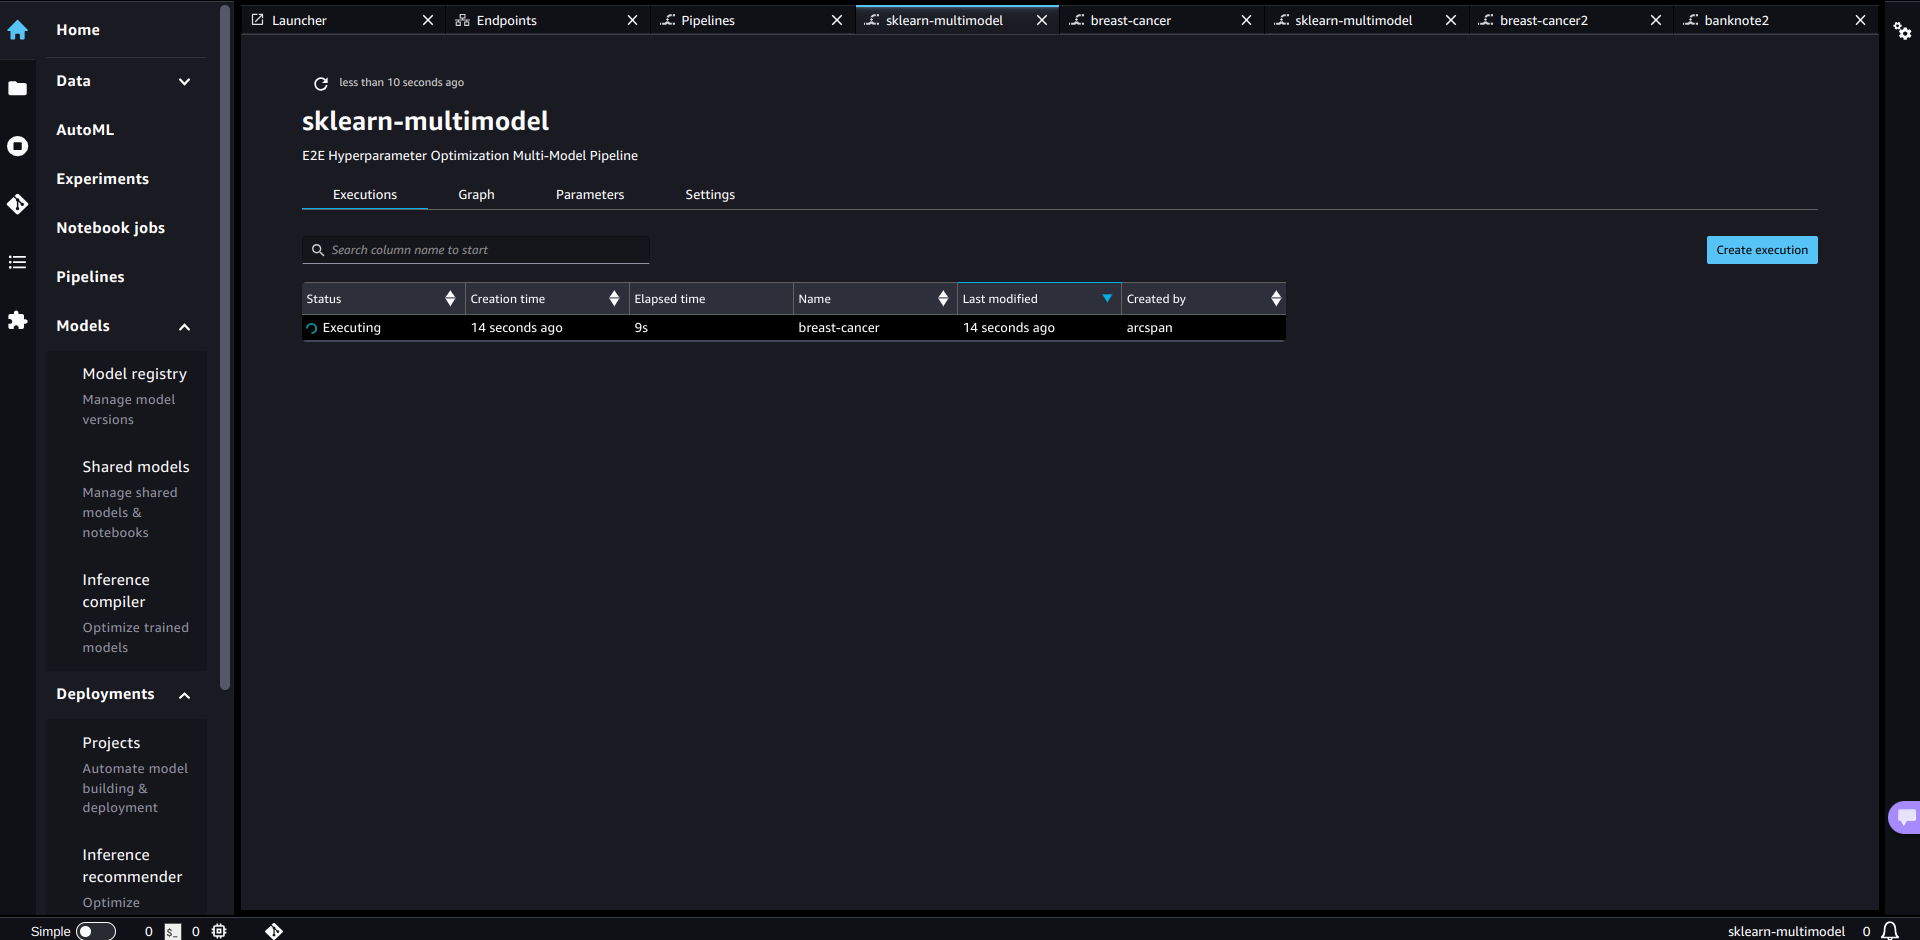 Launcher
Endpoints
Pipelines
sklearn-multimodel
breast-cancer
sklearn-multimodel
breast-cancer2
banknote2
Home
Data
AutoML
Experiments
Notebook jobs
Pipelines
Models
Model registry
Manage model
versions
Shared models
Manage shared
models &
notebooks
Inference
compiler
Optimize trained
models
Deployments
Projects
Automate model
building &
deployment
Inference
recommender
Optimize
less than 10 seconds ago
sklearn-multimodel
E2E Hyperparameter Optimization Multi-Model Pipeline
Executions Graph Parameters Settings
Search column name to start
Create execution
Status Creation time Elapsed time Name Last modified Created by
Executing 14 seconds ago 9s breast-cancer 14 seconds ago arcspan
Simple 0 $_ 0
sklearn-multimodel 0